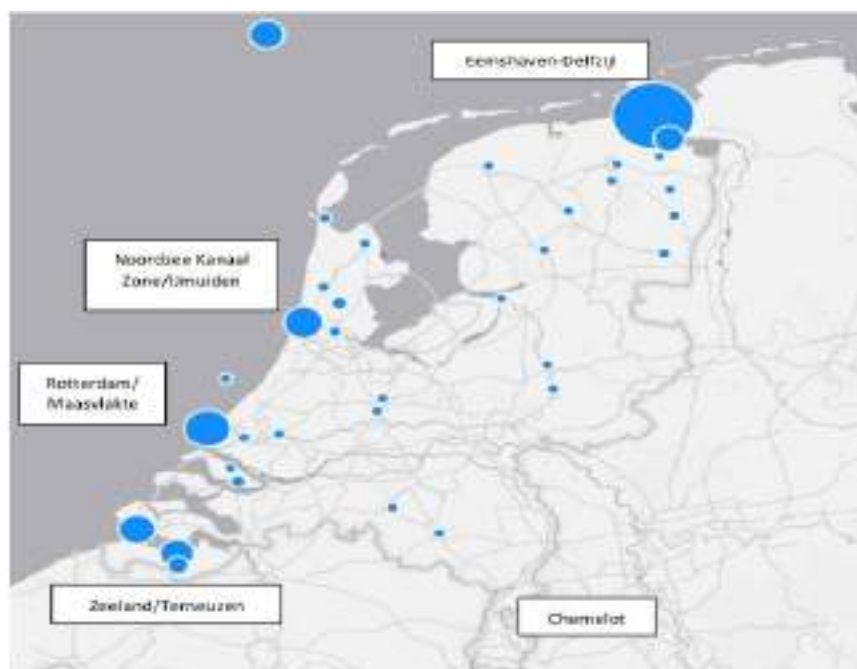 Eemshaven-Delfzijl
Noordzee Kanaal
Zone/IJmuiden
Rotterdam/
Maasvlakte
Zeeland/Terneuzen
Chemelot